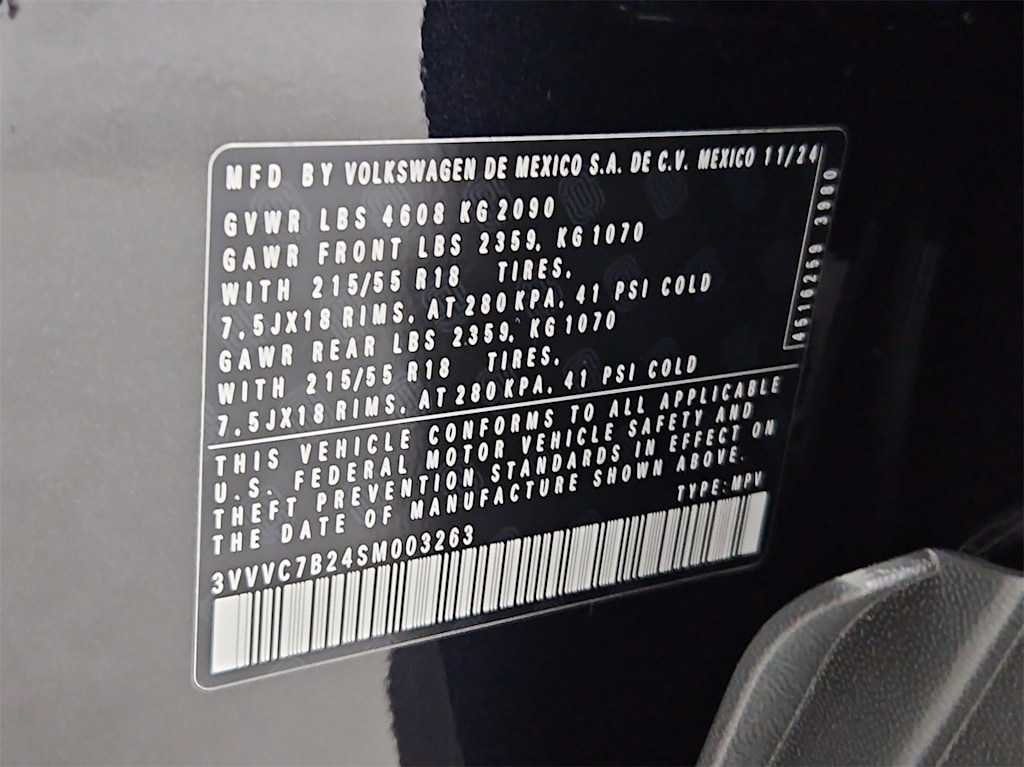 MFD BY VOLKSWAGEN DE MEXICO S.A. DE C.V. MEXICO 11/24
GVWR LBS 4608 KG 2090
GAWR FRONT LBS 2359, KG 1070
WITH 215/55 R18 TIRES,
7.5JX18 RIMS, AT 280 KPA, 41 PSI COLD
GAWR REAR LBS 2359, KG 1070
WITH 215/55 R18 TIRES,
7.5JX18 RIMS, AT 280 KPA, 41 PSI COLD
THIS VEHICLE CONFORMS TO ALL APPLICABLE
U.S. FEDERAL MOTOR VEHICLE SAFETY AND
THEFT PREVENTION STANDARDS IN EFFECT ON
THE DATE OF MANUFACTURE SHOWN ABOVE.
TYPE: MPV
3VVVC7B24SM003263